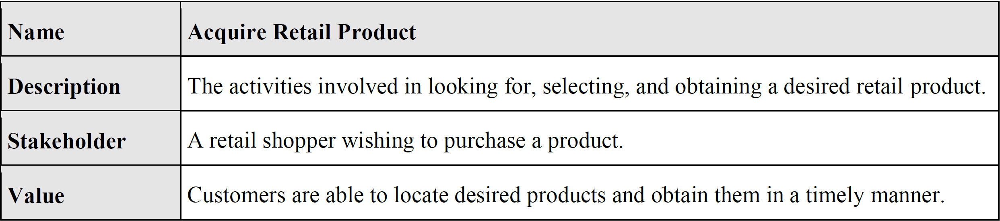 Name Acquire Retail Product
Description The activities involved in looking for, selecting, and obtaining a desired retail product.
Stakeholder A retail shopper wishing to purchase a product.
Value Customers are able to locate desired products and obtain them in a timely manner.